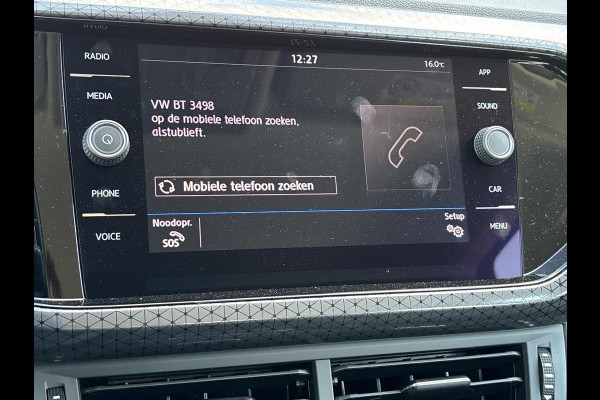 RADIO
MEDIA
PHONE
VOICE
12:27
16.0°C
VW BT 3498
op de mobiele telefoon zoeken,
alstublieft.
Mobiele telefoon zoeken
Noodopr.
SOS
Setup
APP
SOUND
CAR
MENU